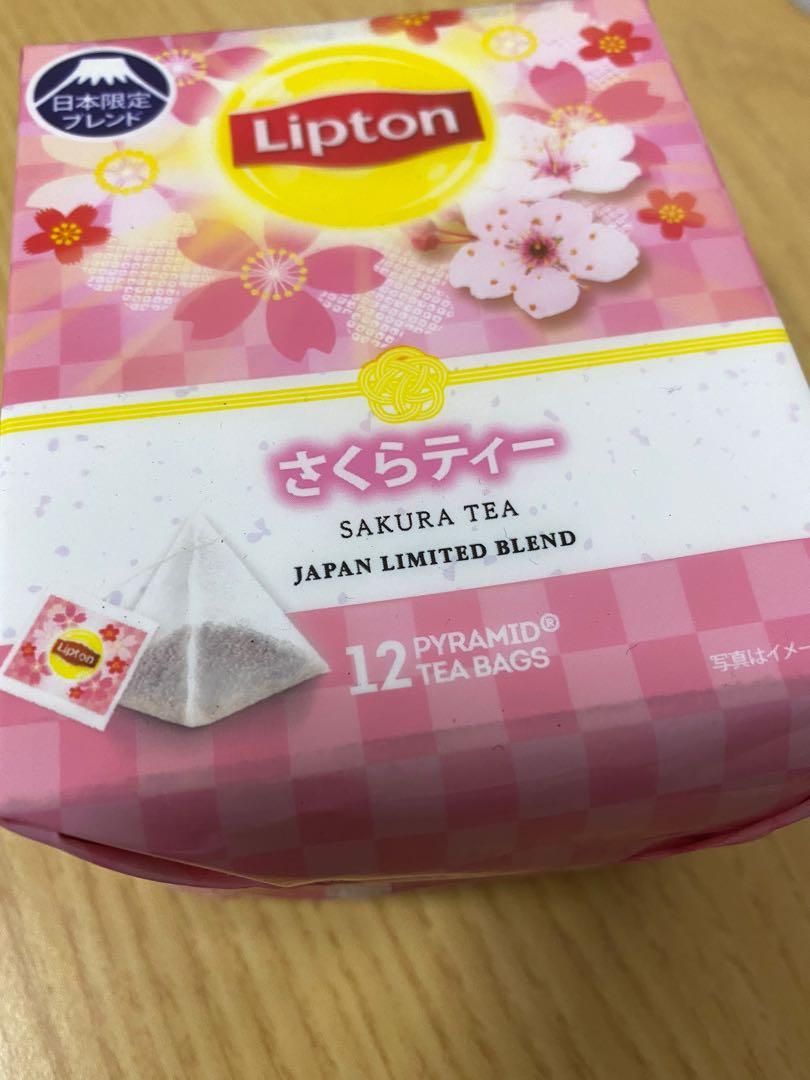 日本限定
ブレンド
Lipton
さくらティー
SAKURA TEA
JAPAN LIMITED BLEND
12 PYRAMID®
TEA BAGS
Lipton
写真はイメー